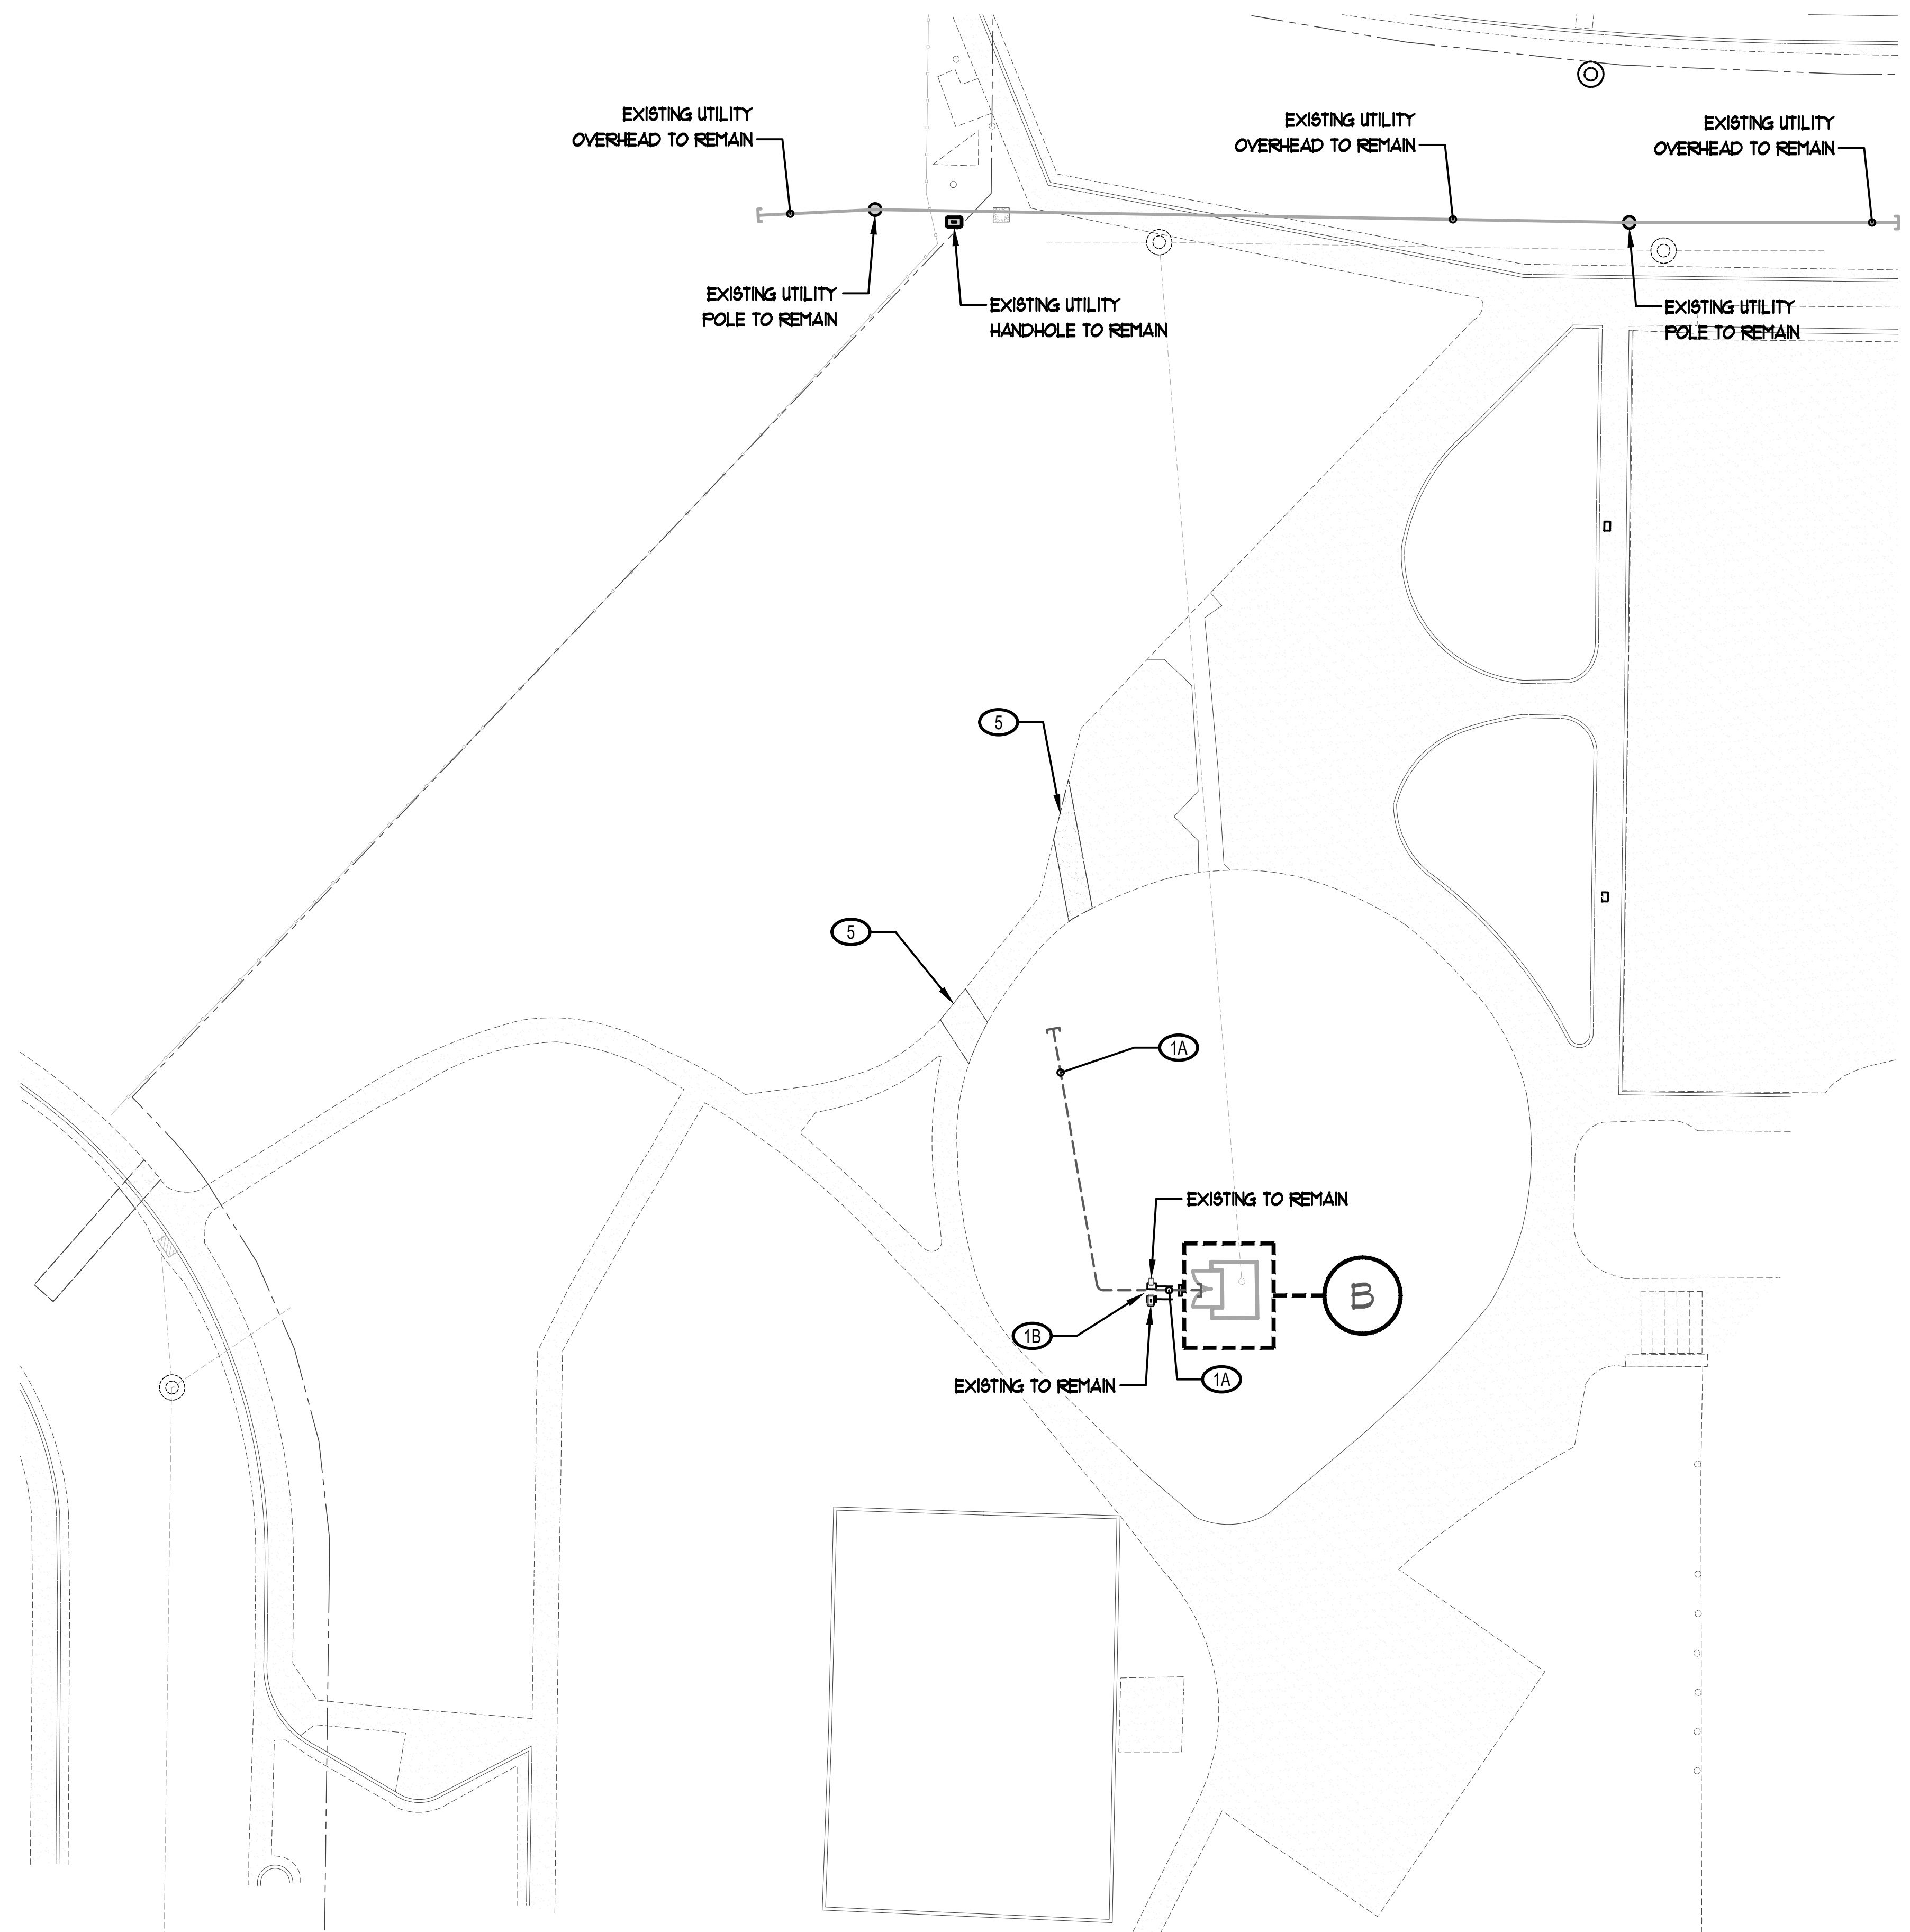 EXISTING UTILITY
OVERHEAD TO REMAIN
EXISTING UTILITY
OVERHEAD TO REMAIN
EXISTING UTILITY
OVERHEAD TO REMAIN
EXISTING UTILITY
POLE TO REMAIN
EXISTING UTILITY
HANDHOLE TO REMAIN
EXISTING UTILITY
POLE TO REMAIN
5
5
1A
EXISTING TO REMAIN
B
1B
1A
EXISTING TO REMAIN